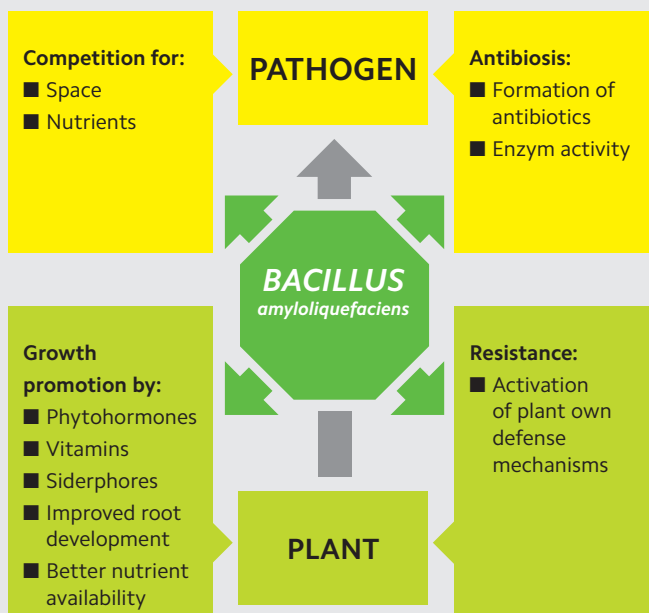 Competition for:
■ Space
■ Nutrients
PATHOGEN
Antibiosis:
■ Formation of
antibiotics
■ Enzym activity
BACILLUS
amyloliquefaciens
Growth
promotion by:
■ Phytohormones
■ Vitamins
■ Siderphores
■ Improved root
development
■ Better nutrient
availability
PLANT
Resistance:
■ Activation
of plant own
defense
mechanisms